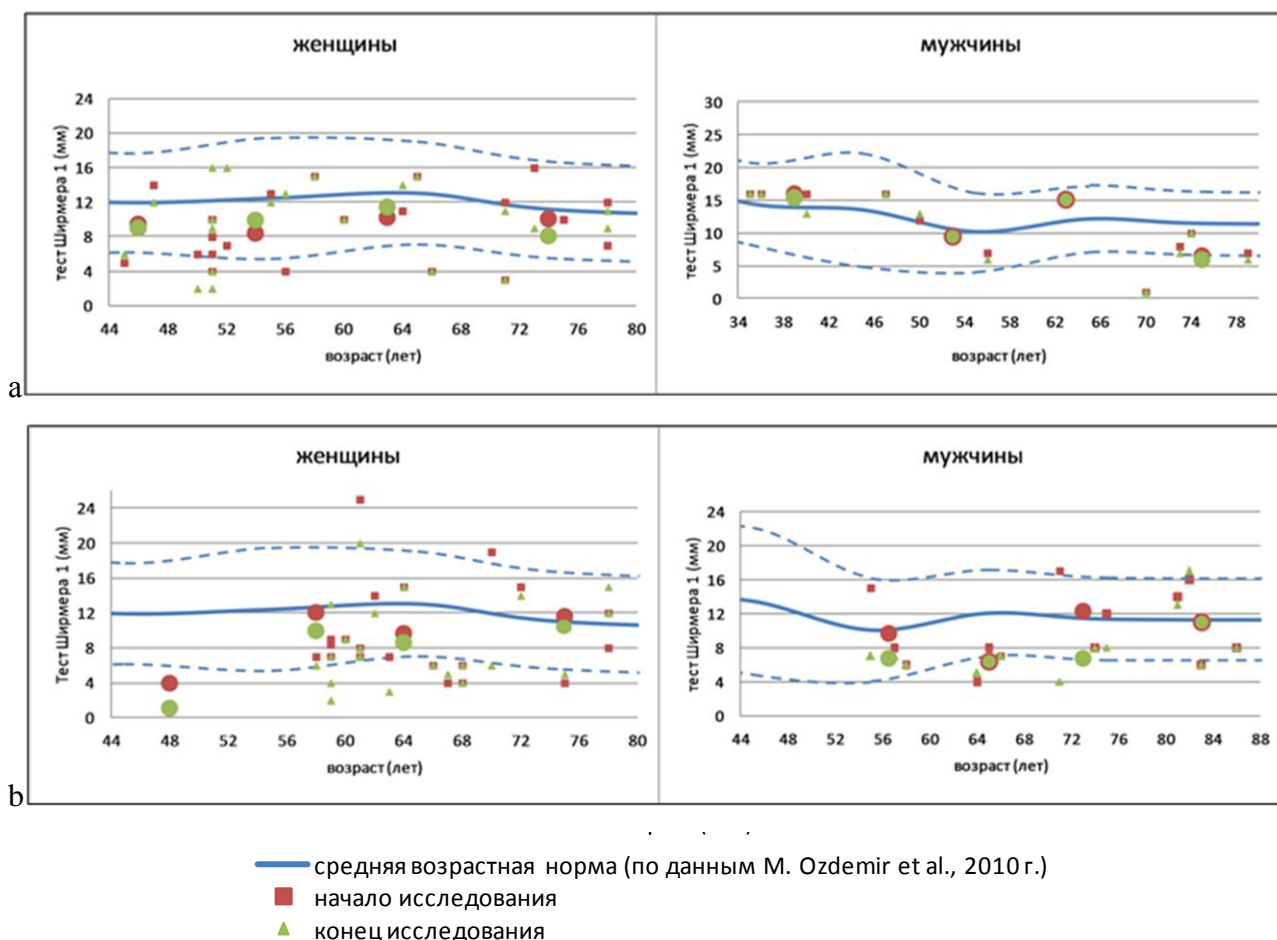 женщины
мужчины
тест Ширмера 1 (мм)
24
20
16
12
8
4
0
44 48 52 56 60 64 68 72 76 80
возраст (лет)
тест Ширмера 1 (мм)
30
25
20
15
10
5
0
34 38 42 46 50 54 58 62 66 70 74 78
возраст (лет)
a
женщины
мужчины
Тест Ширмера 1 (мм)
24
20
16
12
8
4
0
44 48 52 56 60 64 68 72 76 80
возраст (лет)
тест Ширмера 1 (мм)
24
20
16
12
8
4
0
44 48 52 56 60 64 68 72 76 80 84 88
возраст (лет)
b
средняя возрастная норма (по данным M. Ozdemir et al., 2010 г.)
начало исследования
конец исследования